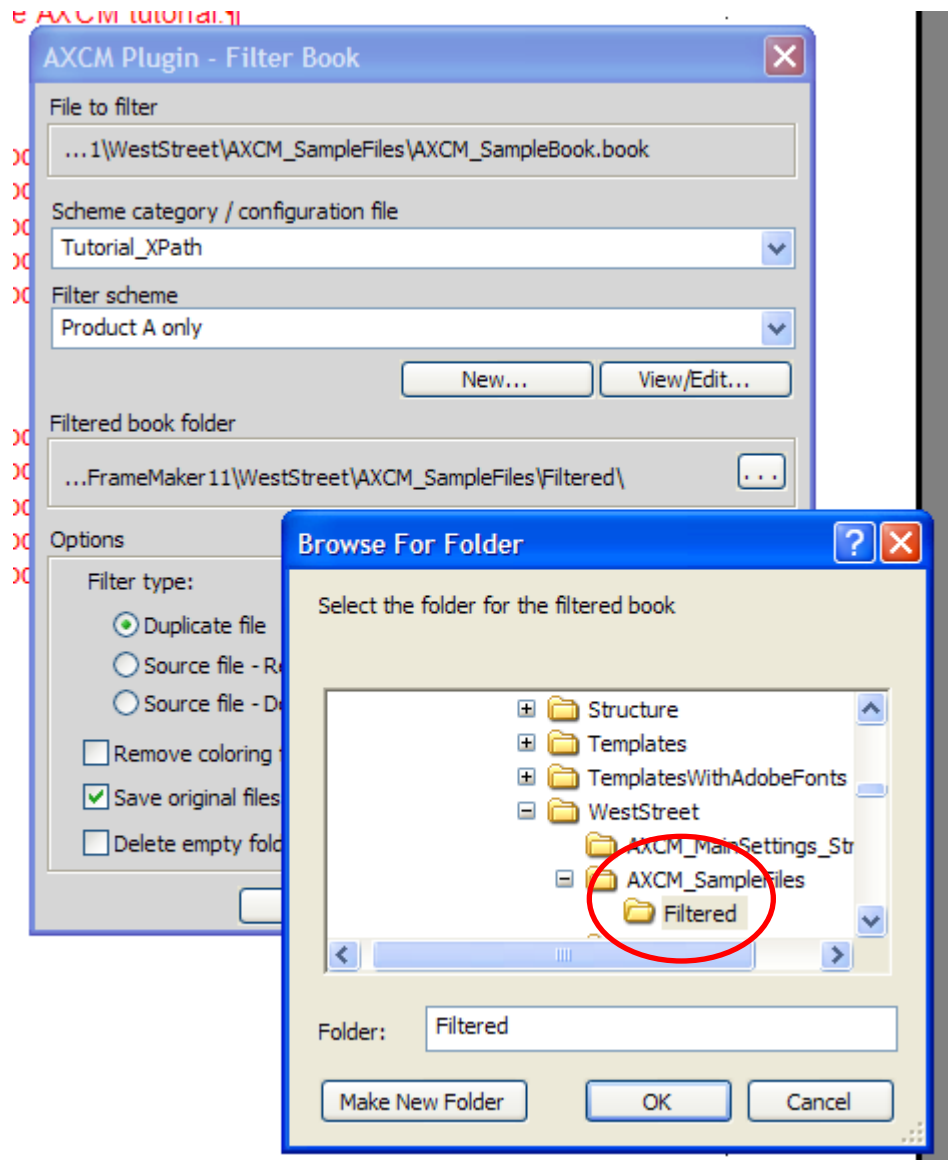 e AXCM tutorial.¶
AXCM Plugin - Filter Book
File to filter
...1\WestStreet\AXCM_SampleFiles\AXCM_SampleBook.book
Scheme category / configuration file
Tutorial_XPath
Filter scheme
Product A only
New... View/Edit...
Filtered book folder
...FrameMaker11\WestStreet\AXCM_SampleFiles\Filtered\ ...
Options
Filter type:
Duplicate file
Source file - R
Source file - D
Remove coloring
Save original files
Delete empty fold
Browse For Folder
Select the folder for the filtered book
Structure
Templates
TemplatesWithAdobeFonts
WestStreet
AXCM_MainSettings_Str
AXCM_SampleFiles
Filtered
Folder: Filtered
Make New Folder OK Cancel